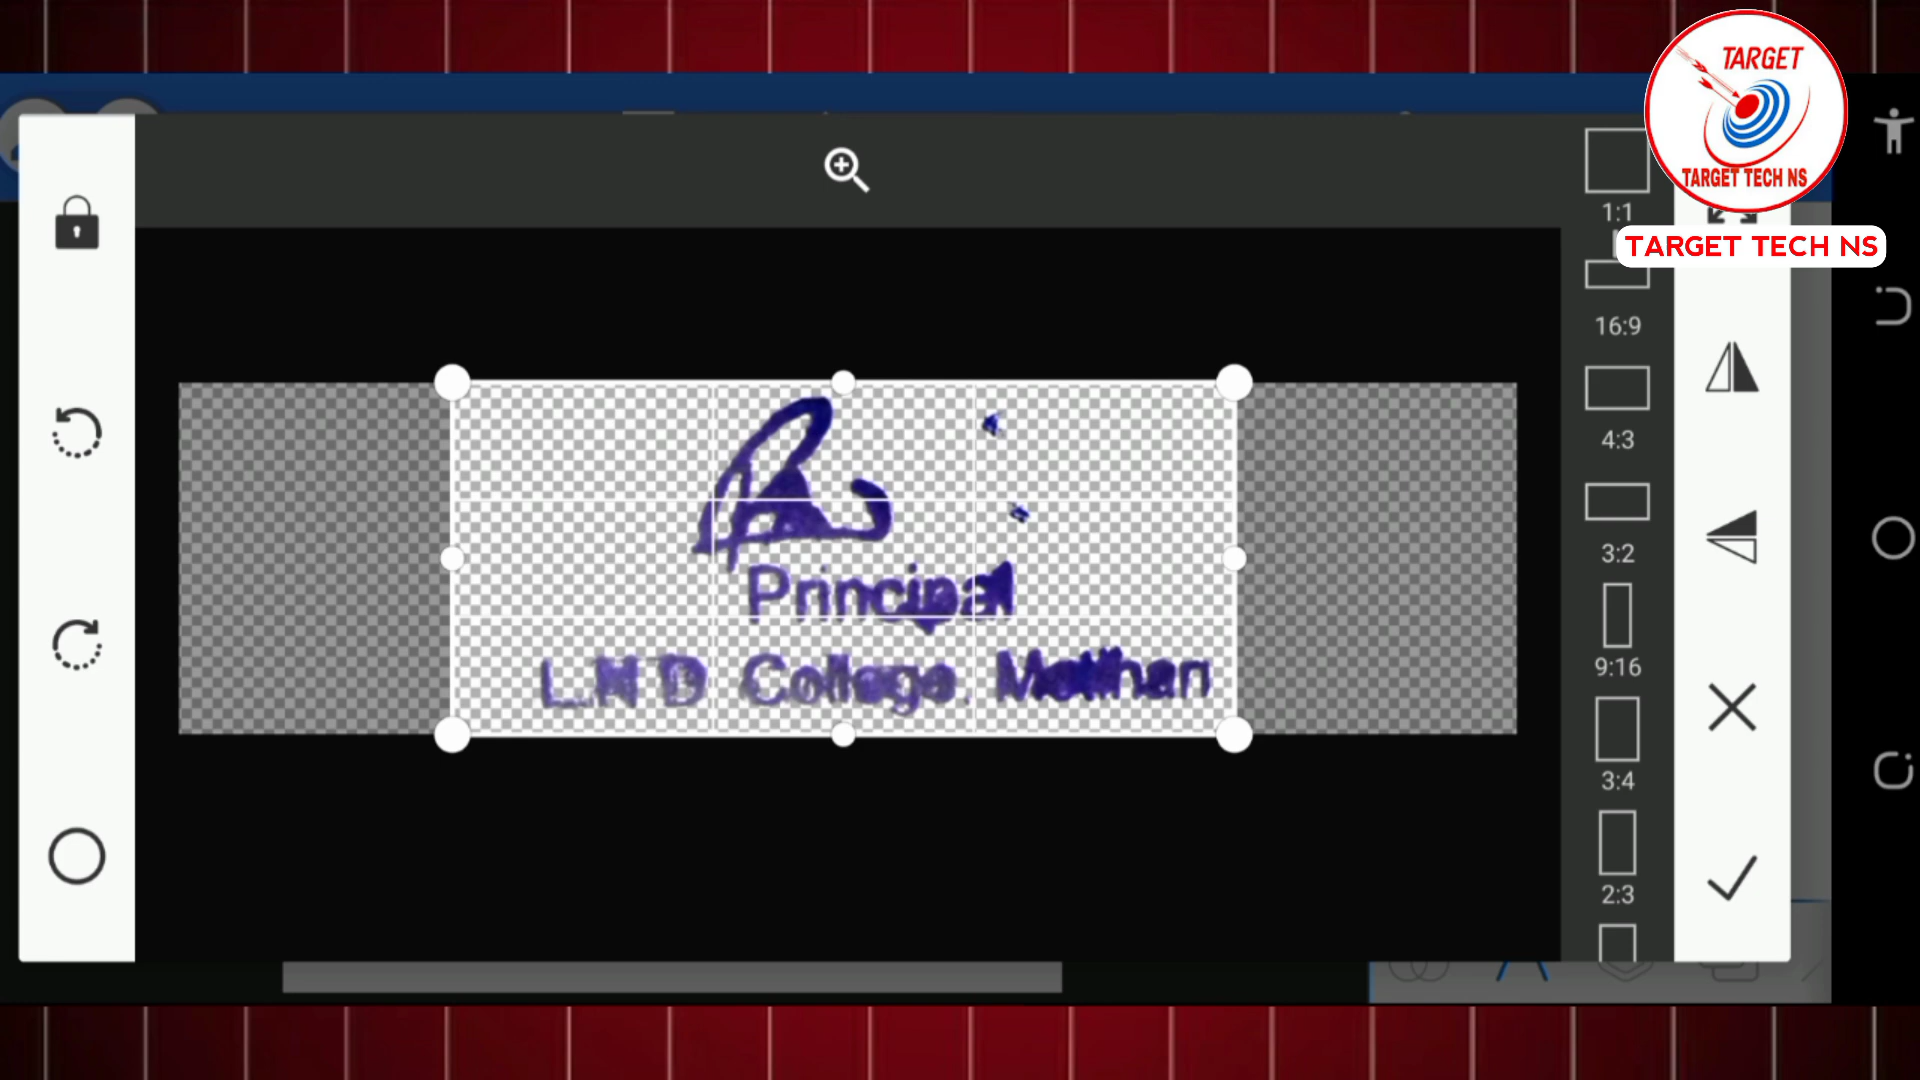 TARGET
TARGET TECH NS
TARGET TECH NS
1:1
16:9
4:3
3:2
9:16
3:4
2:3
Principal
L.N D College. Motihari